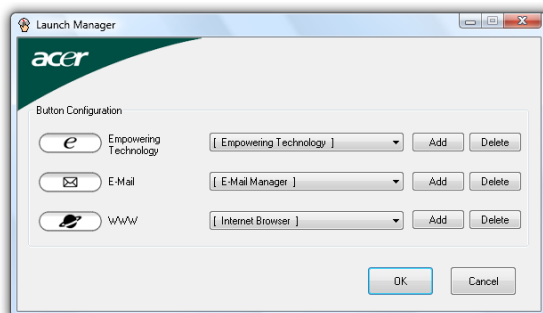 Launch Manager
acer
Button Configuration
e Empowering Technology [ Empowering Technology ] Add Delete
E-Mail [ E-Mail Manager ] Add Delete
WWW [ Internet Browser ] Add Delete
OK Cancel